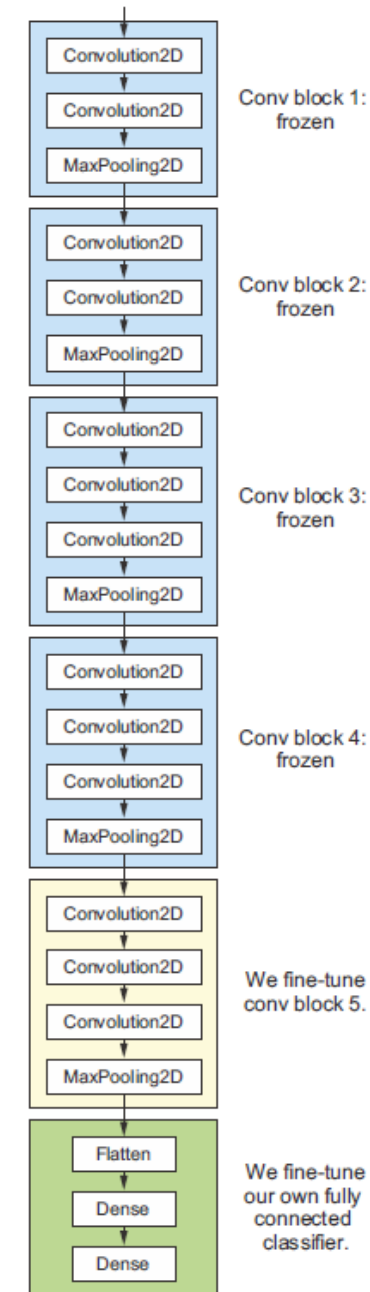 Convolution2D
Convolution2D
MaxPooling2D
Conv block 1:
frozen
Convolution2D
Convolution2D
MaxPooling2D
Conv block 2:
frozen
Convolution2D
Convolution2D
Convolution2D
MaxPooling2D
Conv block 3:
frozen
Convolution2D
Convolution2D
Convolution2D
MaxPooling2D
Conv block 4:
frozen
Convolution2D
Convolution2D
Convolution2D
MaxPooling2D
We fine-tune
conv block 5.
Flatten
Dense
Dense
We fine-tune
our own fully
connected
classifier.